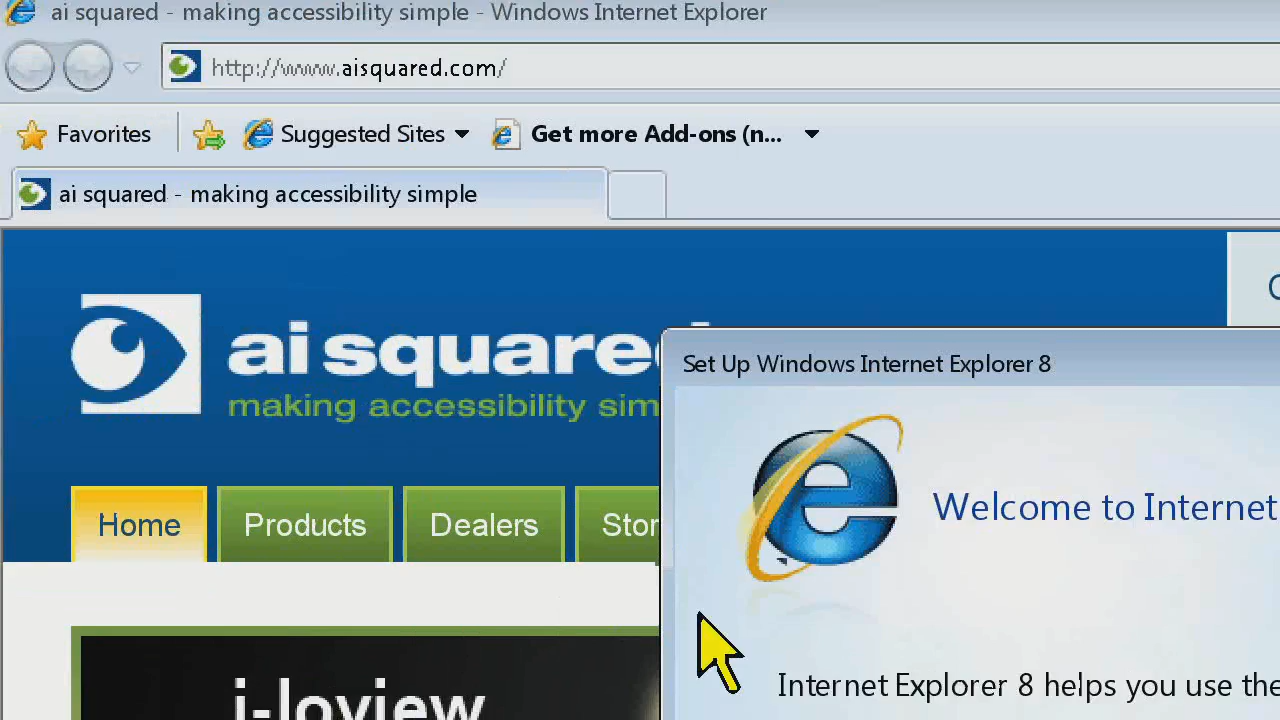 ai squared - making accessibility simple - Windows Internet Explorer
http://www.aisquared.com/
Favorites Suggested Sites Get more Add-ons (n...
ai squared - making accessibility simple
ai squared
making accessibility sim
Set Up Windows Internet Explorer 8
Welcome to Internet
Home Products Dealers Stor
Internet Explorer 8 helps you use the
i-loview